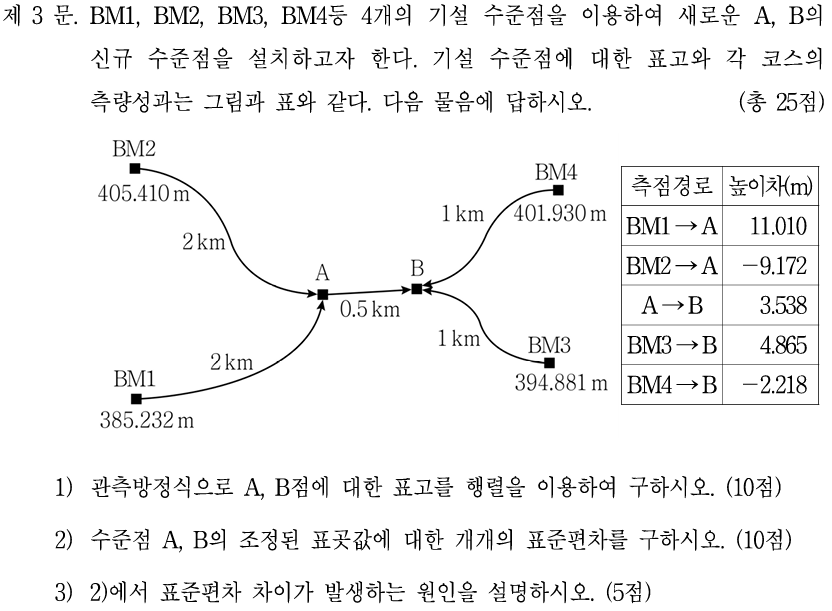 제 3 문. BM1, BM2, BM3, BM4등 4개의 기설 수준점을 이용하여 새로운 A, B의
신규 수준점을 설치하고자 한다. 기설 수준점에 대한 표고와 각 코스의
측량성과는 그림과 표와 같다. 다음 물음에 답하시오. (총 25점)
BM2
405.410 m
2 km
A
0.5 km
B
BM4
401.930 m
1 km
1 km
BM3
394.881 m
2 km
BM1
385.232 m
측점경로 높이차(m)
BM1→A 11.010
BM2→A −9.172
A→B 3.538
BM3→B 4.865
BM4→B −2.218
1) 관측방정식으로 A, B점에 대한 표고를 행렬을 이용하여 구하시오. (10점)
2) 수준점 A, B의 조정된 표곳값에 대한 개개의 표준편차를 구하시오. (10점)
3) 2)에서 표준편차 차이가 발생하는 원인을 설명하시오. (5점)